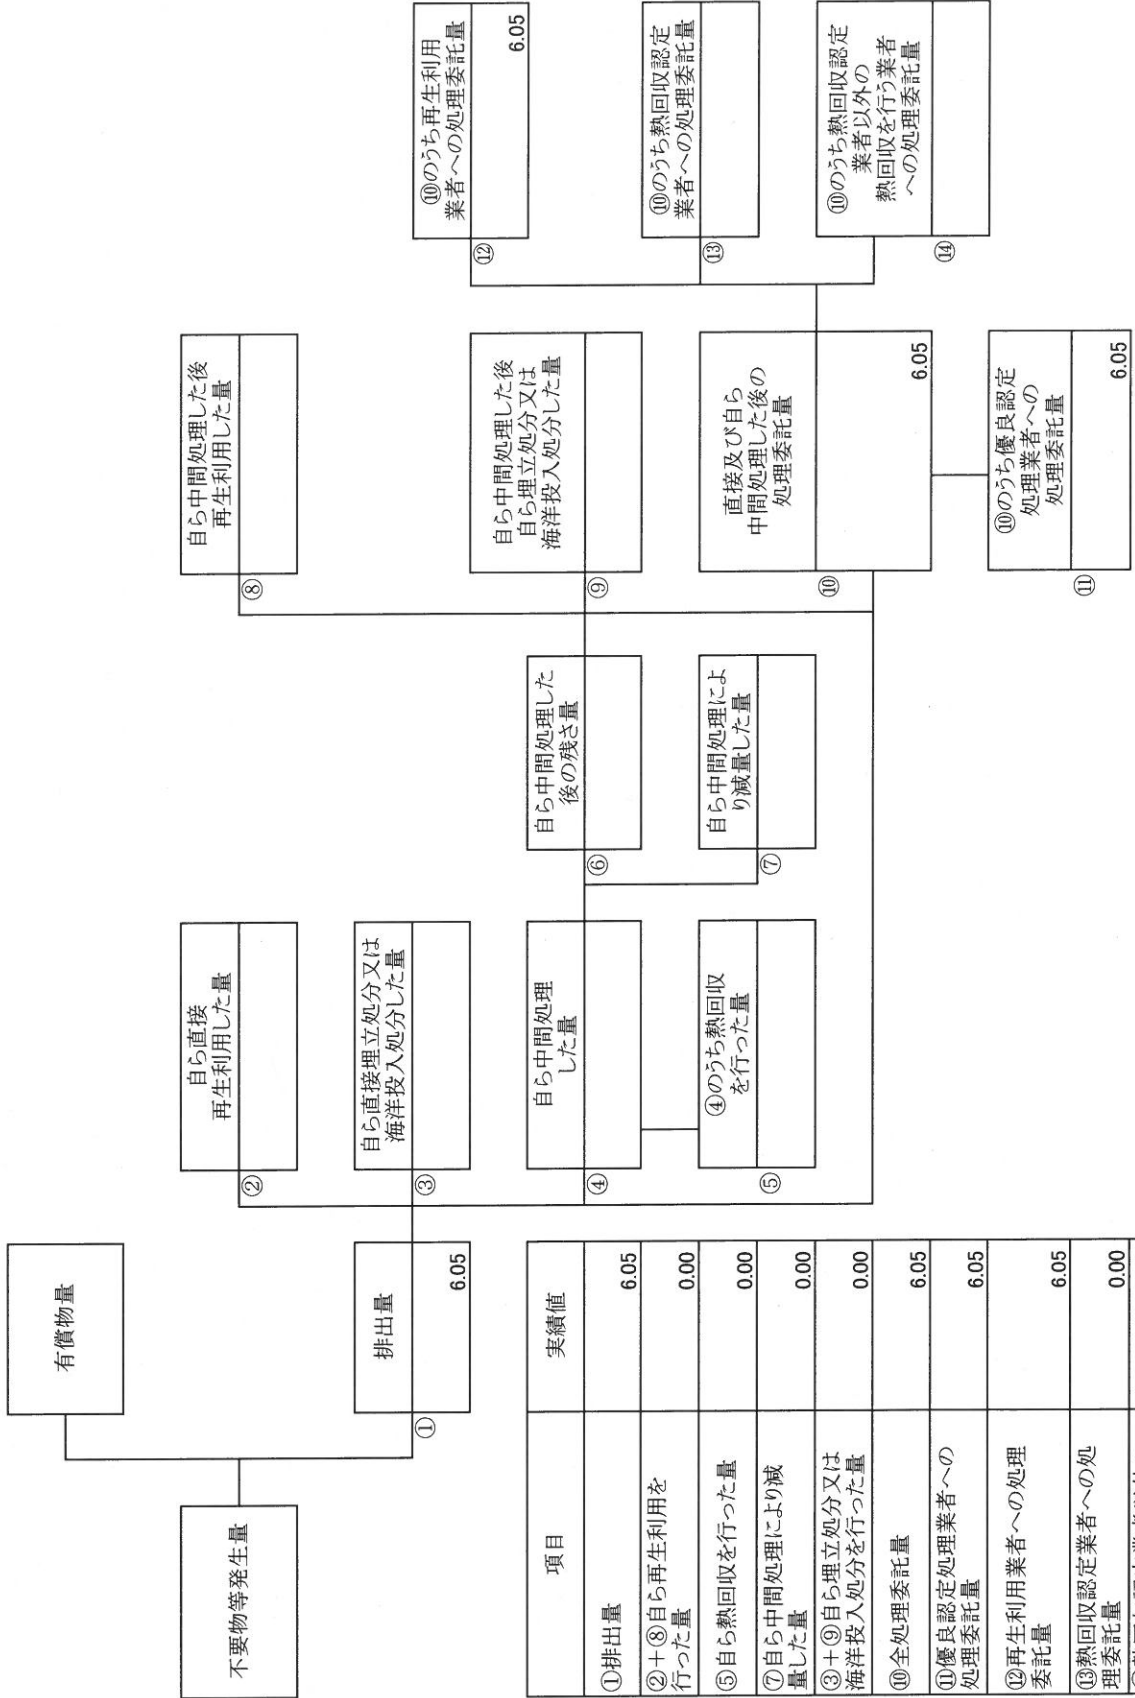 不要物等発生量
有償物量
①
排出量
6.05
②
自ら直接
再生利用した量
③
自ら直接埋立処分又は
海洋投入処分した量
④
自ら中間処理
した量
⑤
④のうち熱回収
を行った量
⑥
自ら中間処理した
後の残さ量
⑦
自ら中間処理によ
り減量した量
⑧
自ら中間処理した後
再生利用した量
⑨
自ら中間処理した後
自ら埋立処分又は
海洋投入処分した量
⑩
直接及び自ら
中間処理した後の
処理委託量
6.05
⑪
⑩のうち優良認定
処理業者への
処理委託量
6.05
⑫
⑩のうち再生利用
業者への処理委託量
6.05
⑬
⑩のうち熱回収認定
業者への処理委託量
⑭
⑩のうち熱回収認定
業者以外の
熱回収を行う業者
への処理委託量
項目 実績値
①排出量 6.05
②+⑧自ら再生利用を
行った量 0.00
⑤自ら熱回収を行った量 0.00
⑦自ら中間処理により減
量した量 0.00
③+⑨自ら埋立処分又は
海洋投入処分を行った量 0.00
⑩全処理委託量 6.05
⑪優良認定処理業者への
処理委託量 6.05
⑫再生利用業者への処理
委託量 6.05
⑬熱回収認定業者への処
理委託量 0.00